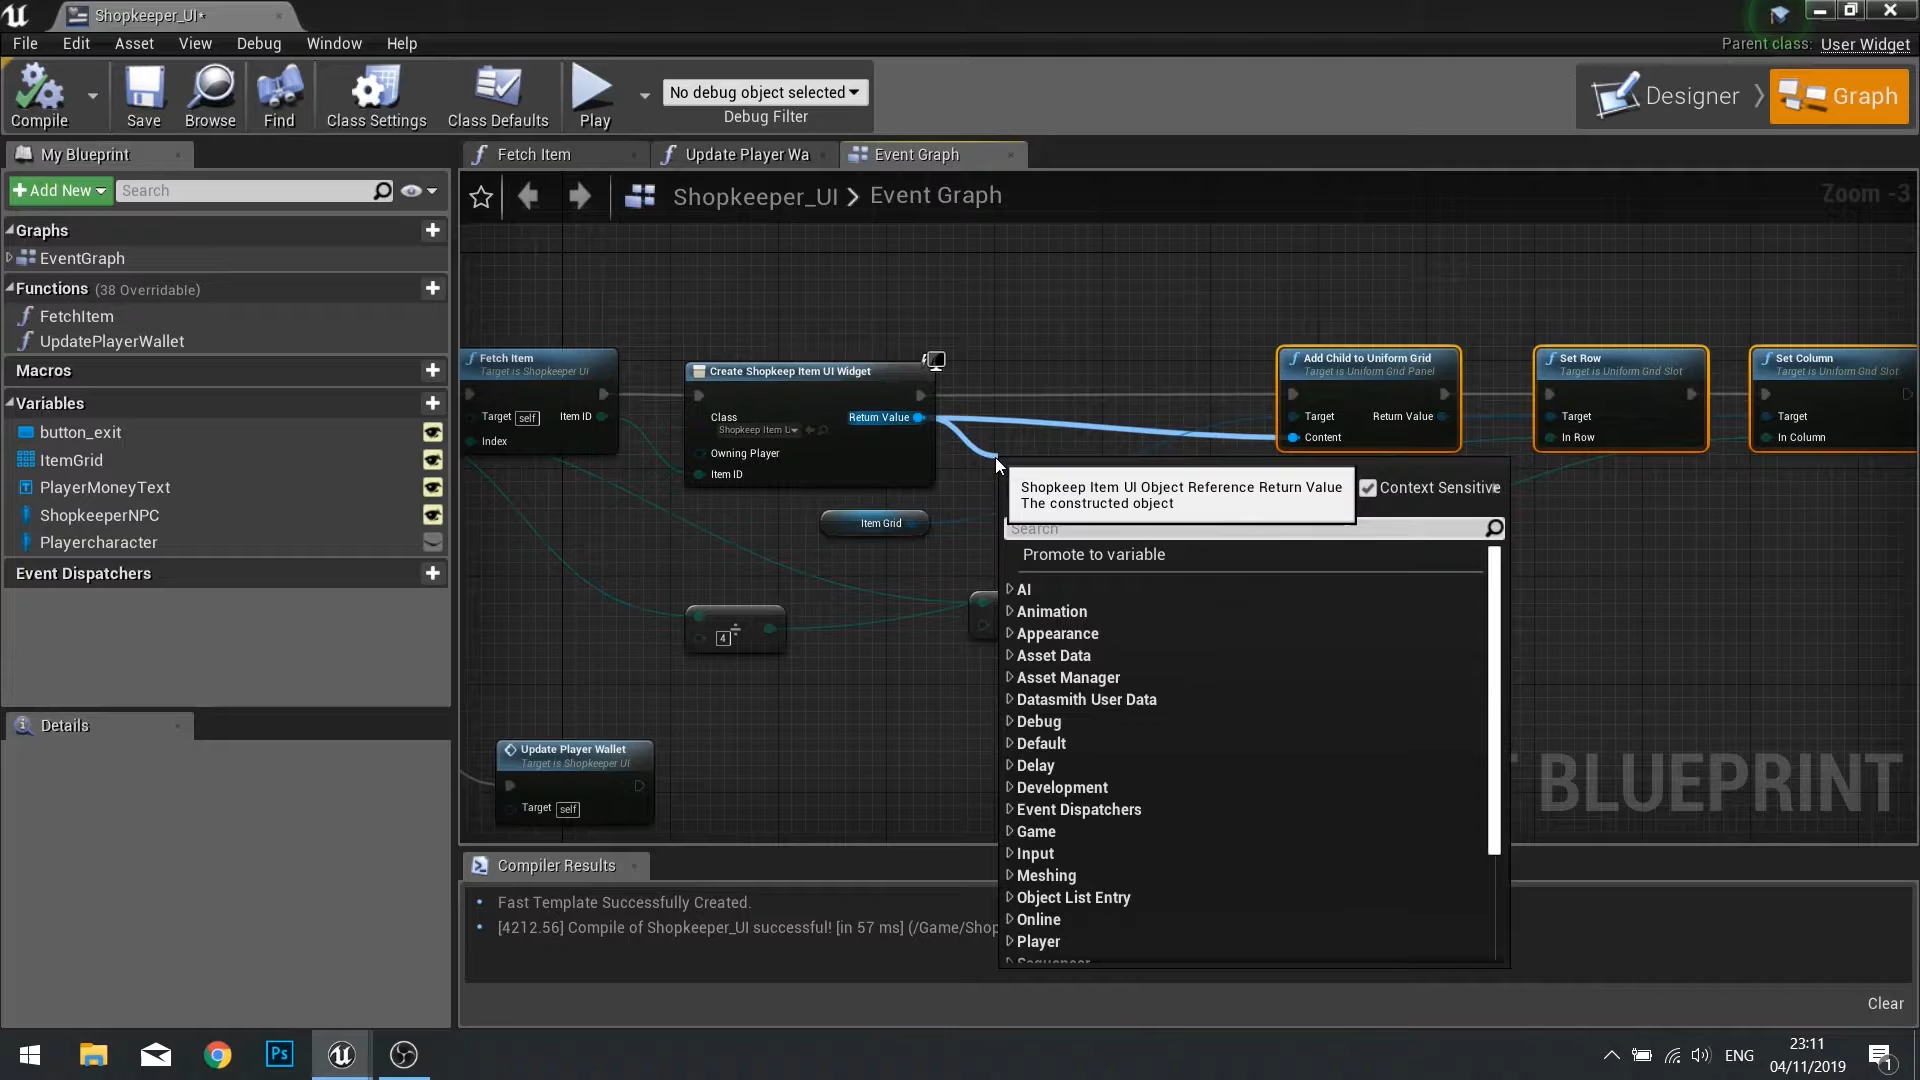 Shopkeeper_UI*
File Edit Asset View Debug Window Help
Parent class: User Widget
Compile Save Browse Find Class Settings Class Defaults Play
No debug object selected
Debug Filter
Designer Graph
My Blueprint
Fetch Item Update Player Wa Event Graph
Add New Search
Shopkeeper_UI Event Graph
Zoom -3
Graphs
EventGraph
Functions (38 Overridable)
FetchItem
UpdatePlayerWallet
Macros
Variables
button_exit
ItemGrid
PlayerMoneyText
ShopkeeperNPC
Playercharacter
Event Dispatchers
Details
Fetch Item
Target is Shopkeeper UI
Target self Item ID
Index
Create Shopkeep Item UI Widget
Class Return Value
Shopkeep Item U
Owning Player
Item ID
Item Grid
4
Add Child to Uniform Grid
Target is Uniform Grid Panel
Target Return Value
Content
Set Row
Target is Uniform Grid Slot
Target
In Row
Set Column
Target is Uniform Grid Slot
Target
In Column
Update Player Wallet
Target is Shopkeeper UI
Target self
Shopkeep Item UI Object Reference Return Value
The constructed object
Context Sensitive
Search
Promote to variable
AI
Animation
Appearance
Asset Data
Asset Manager
Datasmith User Data
Debug
Default
Delay
Development
Event Dispatchers
Game
Input
Meshing
Object List Entry
Online
Player
Sequencer
BLUEPRINT
Compiler Results
Fast Template Successfully Created.
[4212.56] Compile of Shopkeeper_UI successful! [in 57 ms] (/Game/Shop
Clear
Ps
ENG
23:11
04/11/2019
1